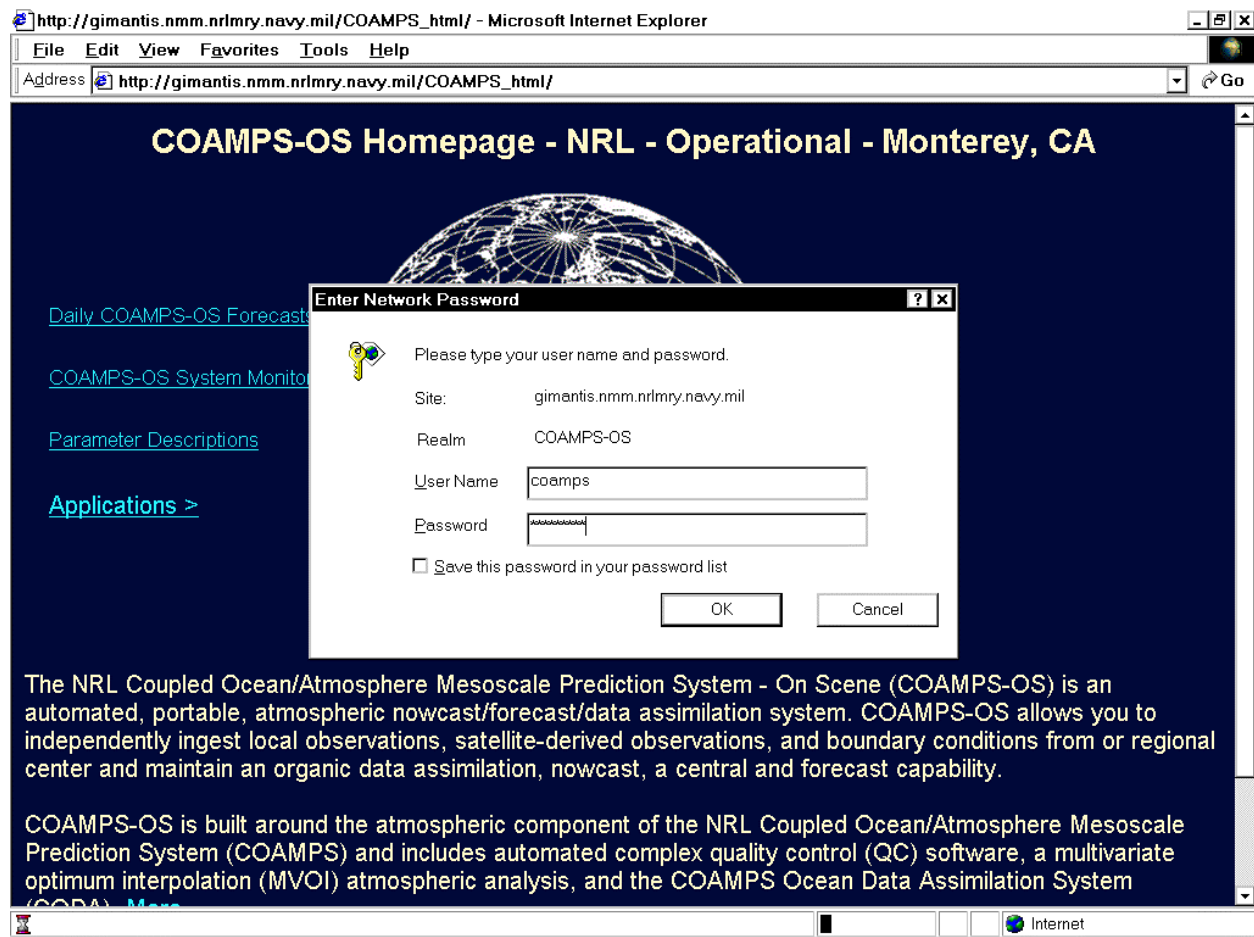 http://gimantis.nmm.nrlmry.navy.mil/COAMPS_html/ - Microsoft Internet Explorer
File Edit View Favorites Tools Help
Address http://gimantis.nmm.nrlmry.navy.mil/COAMPS_html/ Go
COAMPS-OS Homepage - NRL - Operational - Monterey, CA
Enter Network Password
Daily COAMPS-OS Forecasts
Please type your user name and password.
COAMPS-OS System Monitor
Site: gimantis.nmm.nrlmry.navy.mil
Parameter Descriptions
Realm COAMPS-OS
User Name coamps
Applications >
Password *********
Save this password in your password list
OK Cancel
The NRL Coupled Ocean/Atmosphere Mesoscale Prediction System - On Scene (COAMPS-OS) is an
automated, portable, atmospheric nowcast/forecast/data assimilation system. COAMPS-OS allows you to
independently ingest local observations, satellite-derived observations, and boundary conditions from or regional
center and maintain an organic data assimilation, nowcast, a central and forecast capability.
COAMPS-OS is built around the atmospheric component of the NRL Coupled Ocean/Atmosphere Mesoscale
Prediction System (COAMPS) and includes automated complex quality control (QC) software, a multivariate
optimum interpolation (MVOI) atmospheric analysis, and the COAMPS Ocean Data Assimilation System
(CODA). More
Internet